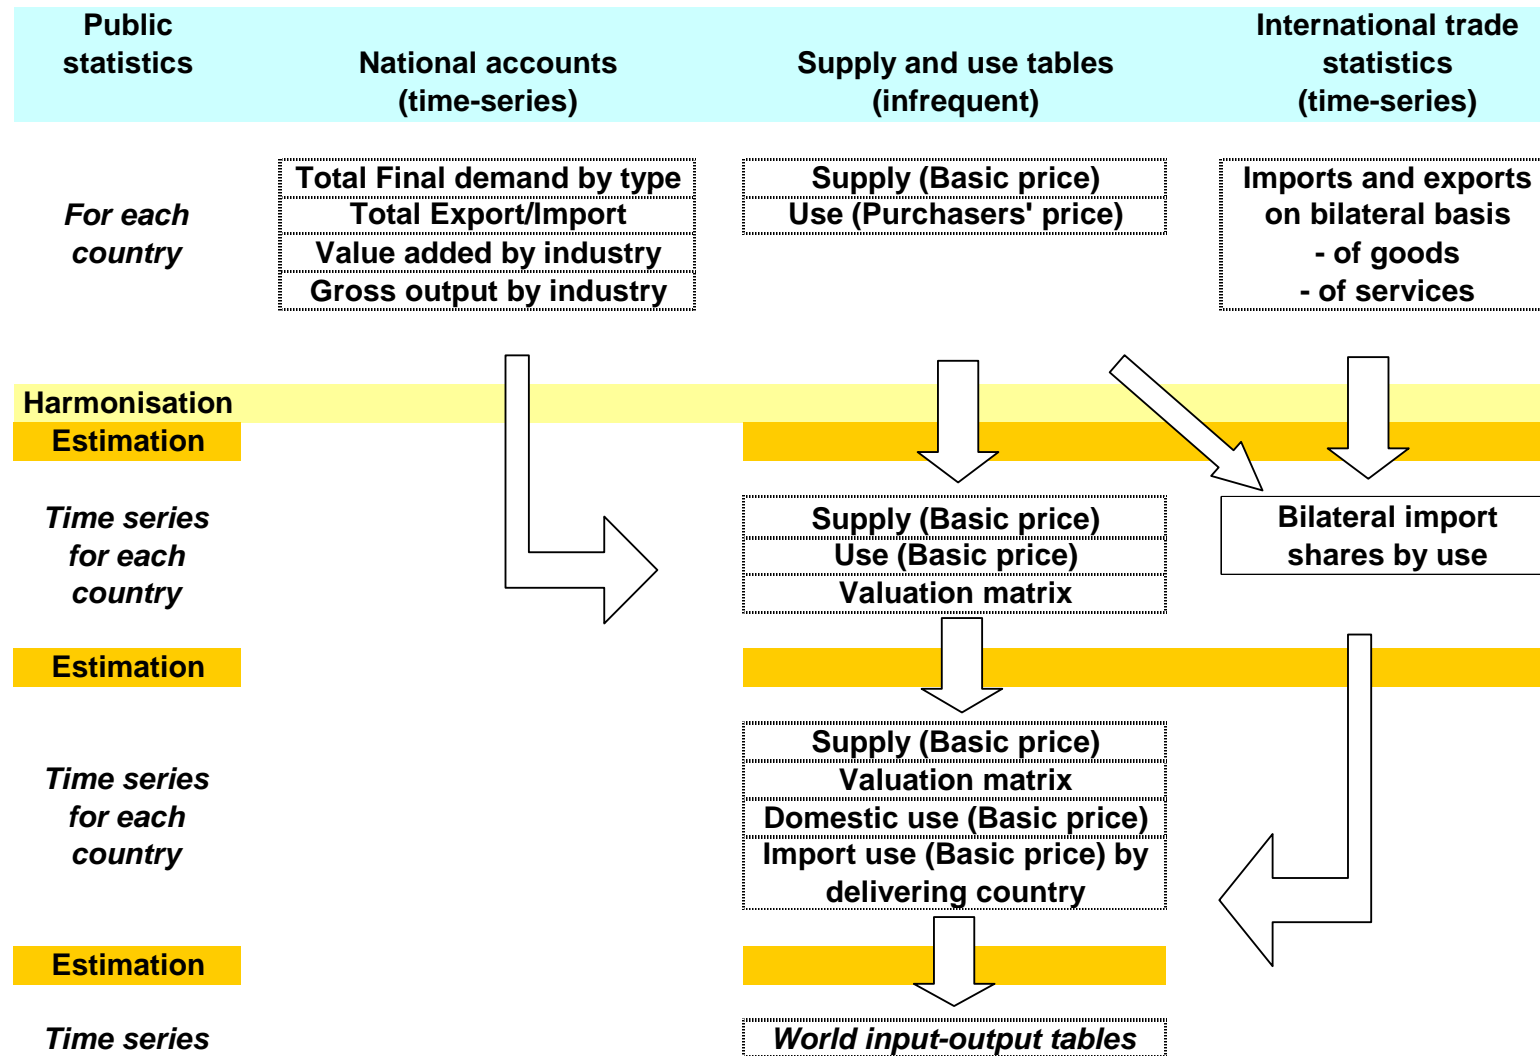 Public
statistics
National accounts
(time-series)
Supply and use tables
(infrequent)
International trade
statistics
(time-series)
For each
country
Total Final demand by type
Total Export/Import
Value added by industry
Gross output by industry
Supply (Basic price)
Use (Purchasers' price)
Imports and exports
on bilateral basis
- of goods
- of services
Harmonisation
Estimation
Time series
for each
country
Supply (Basic price)
Use (Basic price)
Valuation matrix
Bilateral import
shares by use
Estimation
Time series
for each
country
Supply (Basic price)
Valuation matrix
Domestic use (Basic price)
Import use (Basic price) by
delivering country
Estimation
Time series
World input-output tables